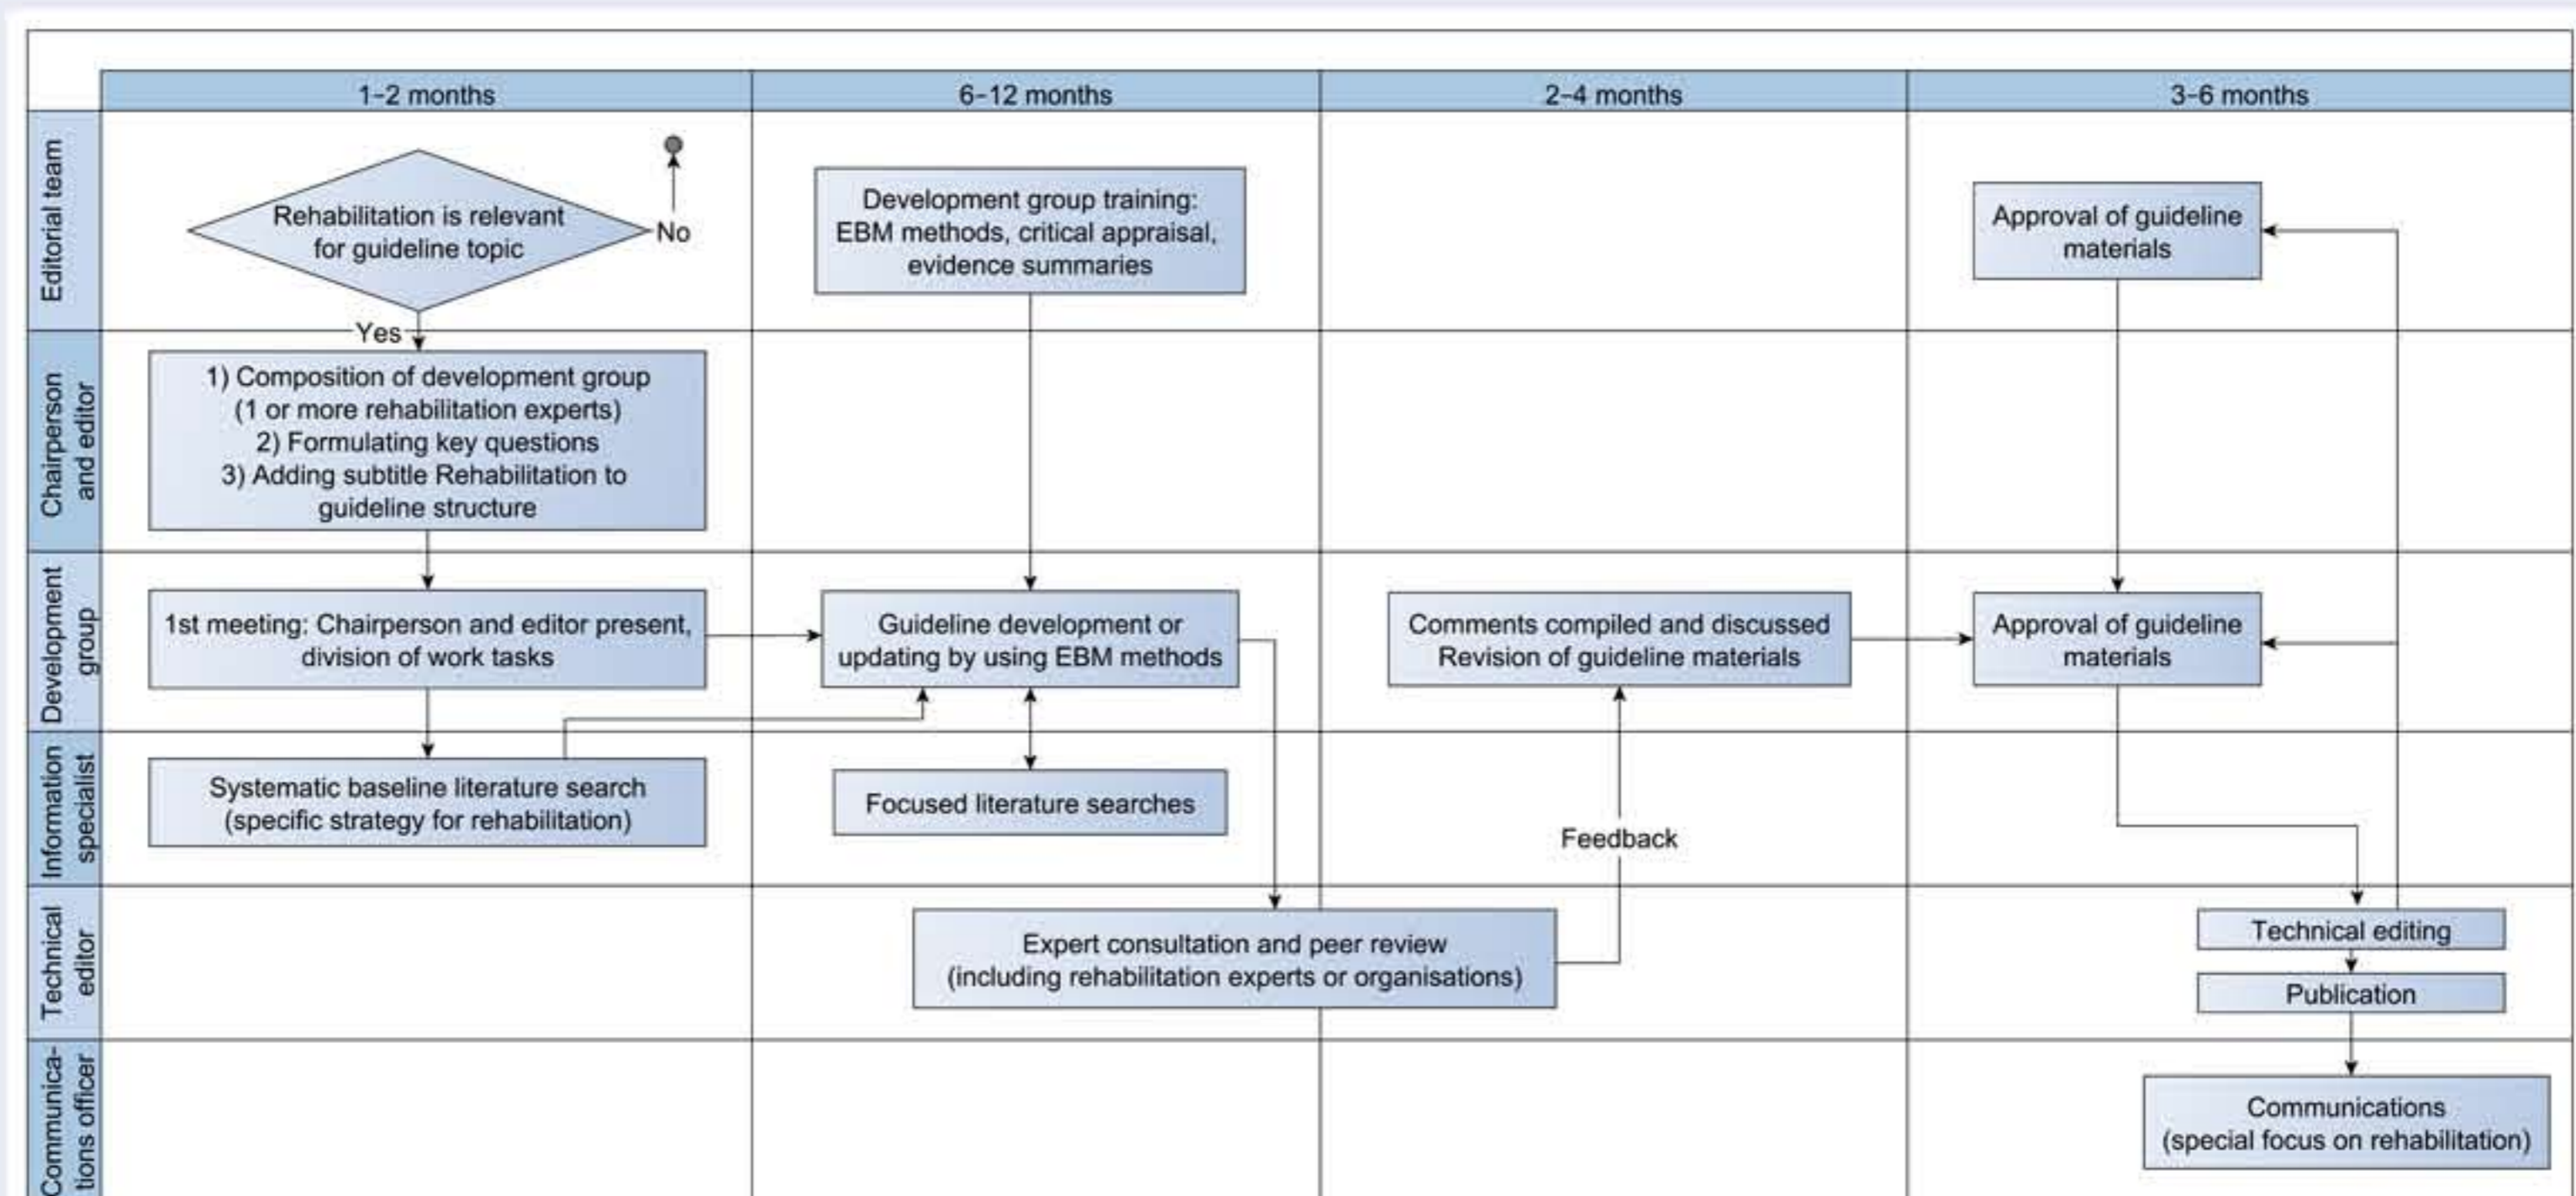 1–2 months
6–12 months
2–4 months
3–6 months
Editorial team
Rehabilitation is relevant
for guideline topic
No
Yes
Development group training:
EBM methods, critical appraisal,
evidence summaries
Approval of guideline
materials
Chairperson
and editor
1) Composition of development group
(1 or more rehabilitation experts)
2) Formulating key questions
3) Adding subtitle Rehabilitation to
guideline structure
Development
group
1st meeting: Chairperson and editor present,
division of work tasks
Guideline development or
updating by using EBM methods
Comments compiled and discussed
Revision of guideline materials
Approval of guideline
materials
Information
specialist
Systematic baseline literature search
(specific strategy for rehabilitation)
Focused literature searches
Feedback
Technical
editor
Expert consultation and peer review
(including rehabilitation experts or organisations)
Technical editing
Publication
Communica-
tions officer
Communications
(special focus on rehabilitation)